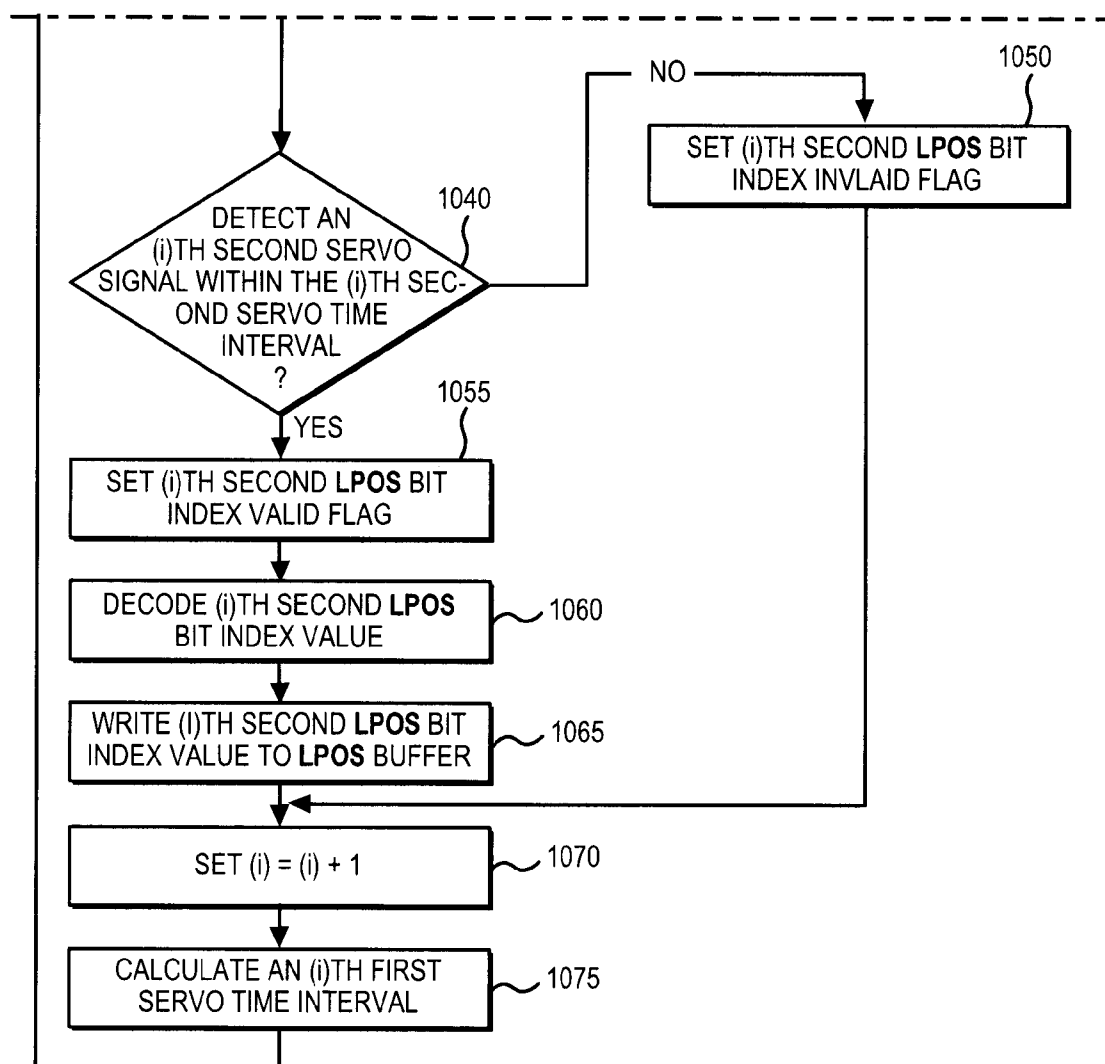 NO
1050
SET (i)TH SECOND LPOS BIT
INDEX INVLAID FLAG
1040
DETECT AN
(i)TH SECOND SERVO
SIGNAL WITHIN THE (i)TH SEC-
OND SERVO TIME
INTERVAL
?
YES
1055
SET (i)TH SECOND LPOS BIT
INDEX VALID FLAG
DECODE (i)TH SECOND LPOS
BIT INDEX VALUE
1060
WRITE (I)TH SECOND LPOS BIT
INDEX VALUE TO LPOS BUFFER
1065
SET (i) = (i) + 1
1070
CALCULATE AN (i)TH FIRST
SERVO TIME INTERVAL
1075